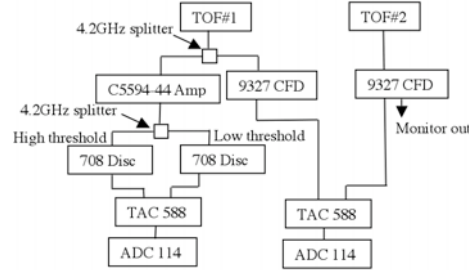 TOF#1
TOF#2
4.2GHz splitter
C5594-44 Amp
9327 CFD
9327 CFD
4.2GHz splitter
Monitor out
High threshold
Low threshold
708 Disc
708 Disc
TAC 588
TAC 588
ADC 114
ADC 114